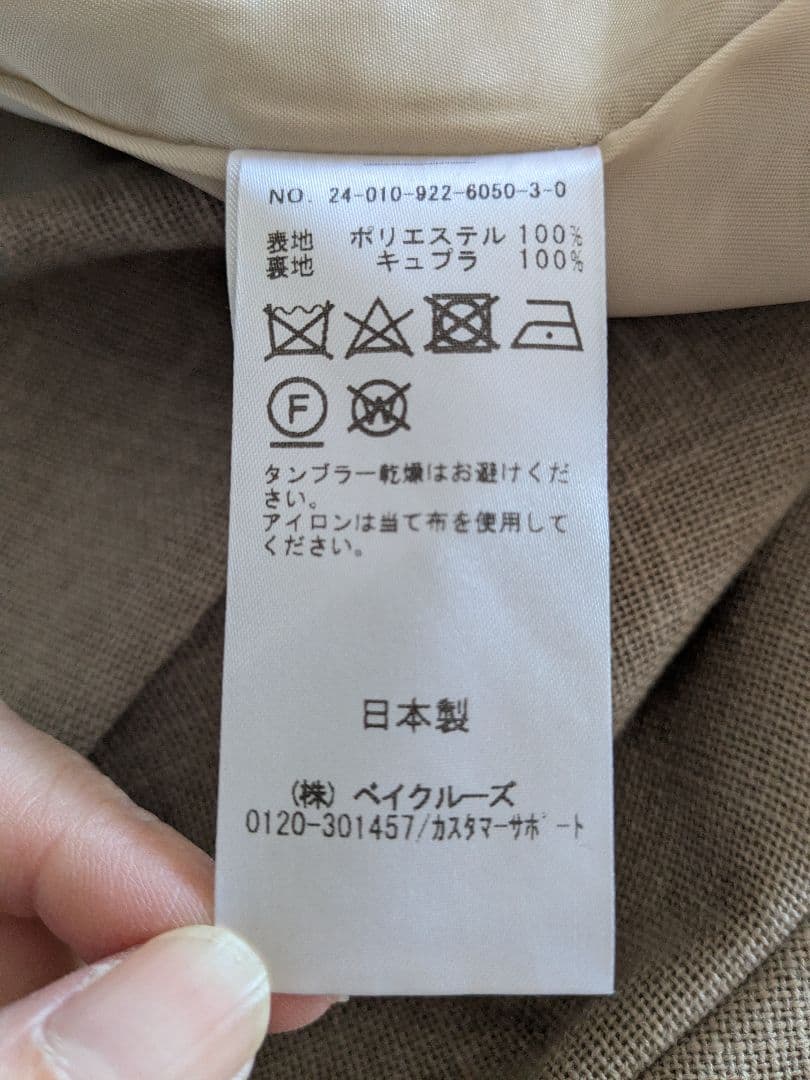 NO. 24-010-922-6050-3-0
表地 ポリエステル 100%
裏地 キュプラ 100%
F W
タンブラー乾燥はお避けくだ
さい。
アイロンは当て布を使用して
ください。
日本製
(株) ベイクルーズ
0120-301457/ｶｽﾀﾏｰｻﾎﾟｰﾄ